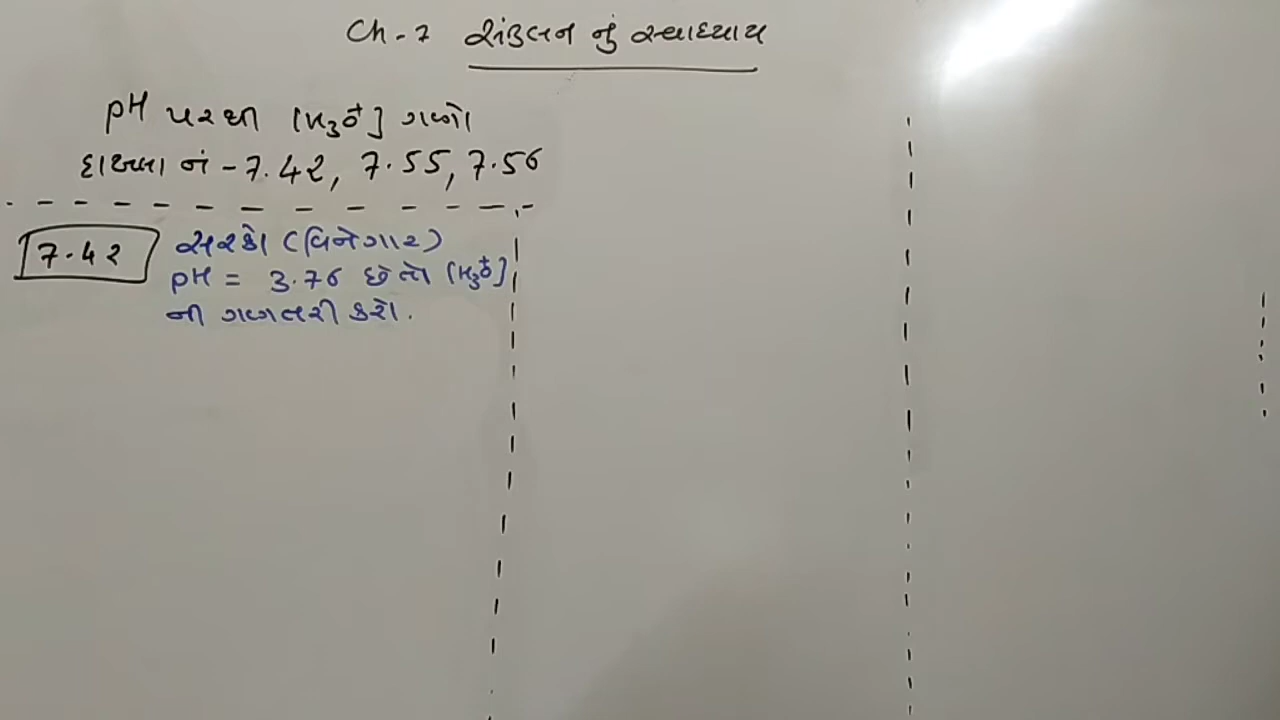 Ch - 7 સંકલન નું સ્વાધ્યાય
pH પરથી [H₃O⁺] ગણો
દાખલા નં - 7.42, 7.55, 7.56
7.42 સરકો (વિનેગાર)
pH = 3.76 છે તો [H₃O⁺]
ની ગણતરી કરો.